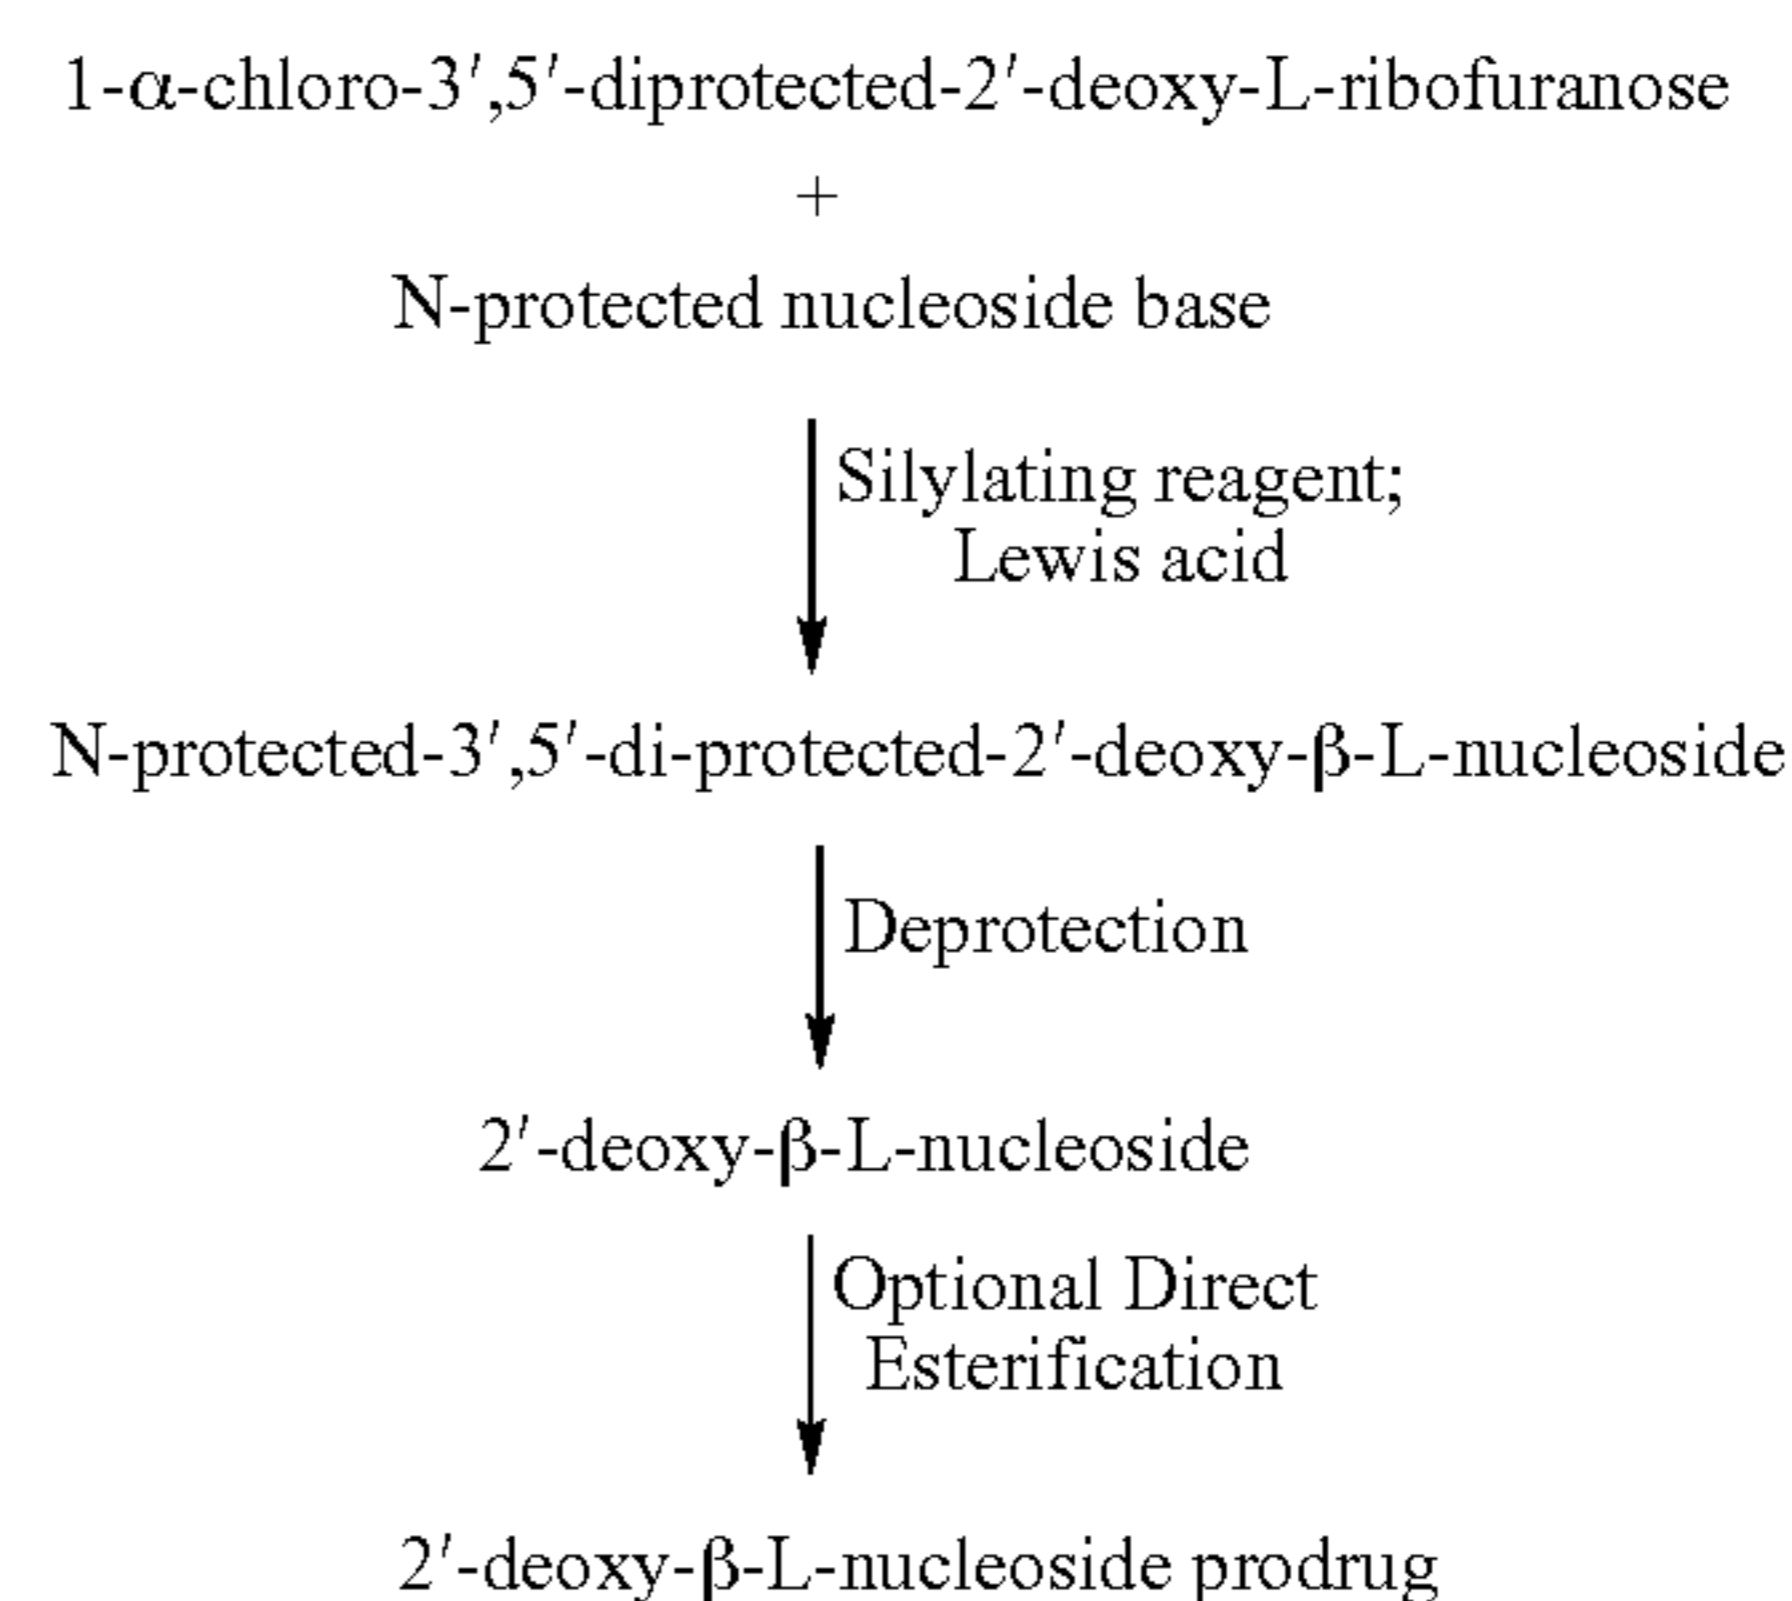 1-α-chloro-3′,5′-diprotected-2′-deoxy-L-ribofuranose
+
N-protected nucleoside base
Silylating reagent;
Lewis acid
N-protected-3′,5′-di-protected-2′-deoxy-β-L-nucleoside
Deprotection
2′-deoxy-β-L-nucleoside
Optional Direct
Esterification
2′-deoxy-β-L-nucleoside prodrug